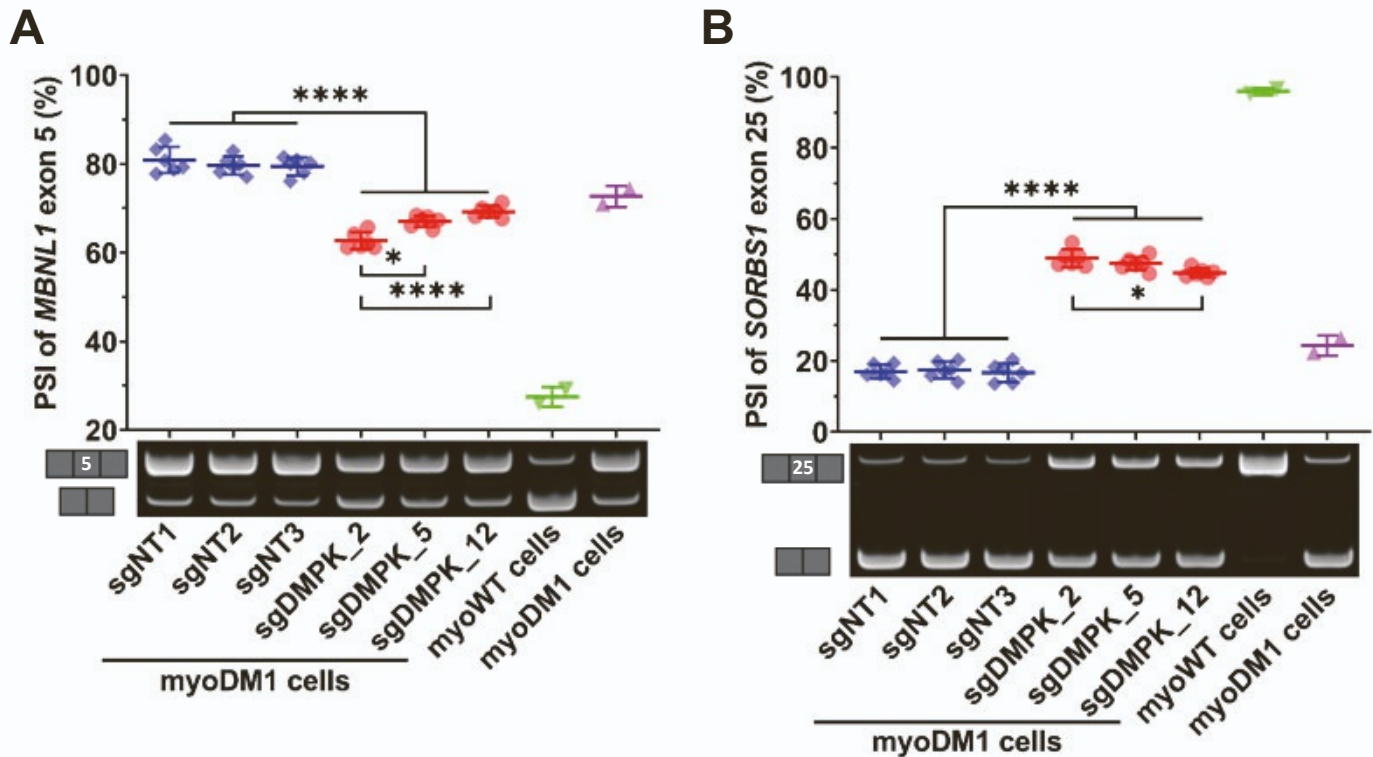 A
PSI of MBNL1 exon 5 (%)
100
80
60
40
20
****
*
****
5
sgNT1
sgNT2
sgNT3
sgDMPK_2
sgDMPK_5
sgDMPK_12
myoWT cells
myoDM1 cells
myoDM1 cells
B
PSI of SORBS1 exon 25 (%)
100
80
60
40
20
0
****
*
25
sgNT1
sgNT2
sgNT3
sgDMPK_2
sgDMPK_5
sgDMPK_12
myoWT cells
myoDM1 cells
myoDM1 cells